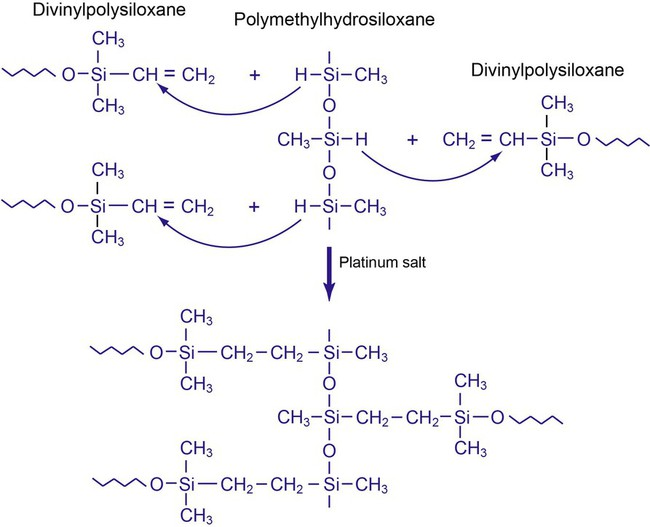 Divinylpolysiloxane
Polymethylhydrosiloxane
Divinylpolysiloxane
CH₃
O–Si–CH=CH₂ + H–Si–CH₃
CH₃
O
CH₃–Si–H + CH₂=CH–Si–O
CH₃
CH₃
O
CH₃
O–Si–CH=CH₂ + H–Si–CH₃
CH₃
Platinum salt
CH₃
O–Si–CH₂–CH₂–Si–CH₃
CH₃
O
CH₃
CH₃–Si–CH₂–CH₂–Si–O
CH₃
O
CH₃
O–Si–CH₂–CH₂–Si–CH₃
CH₃